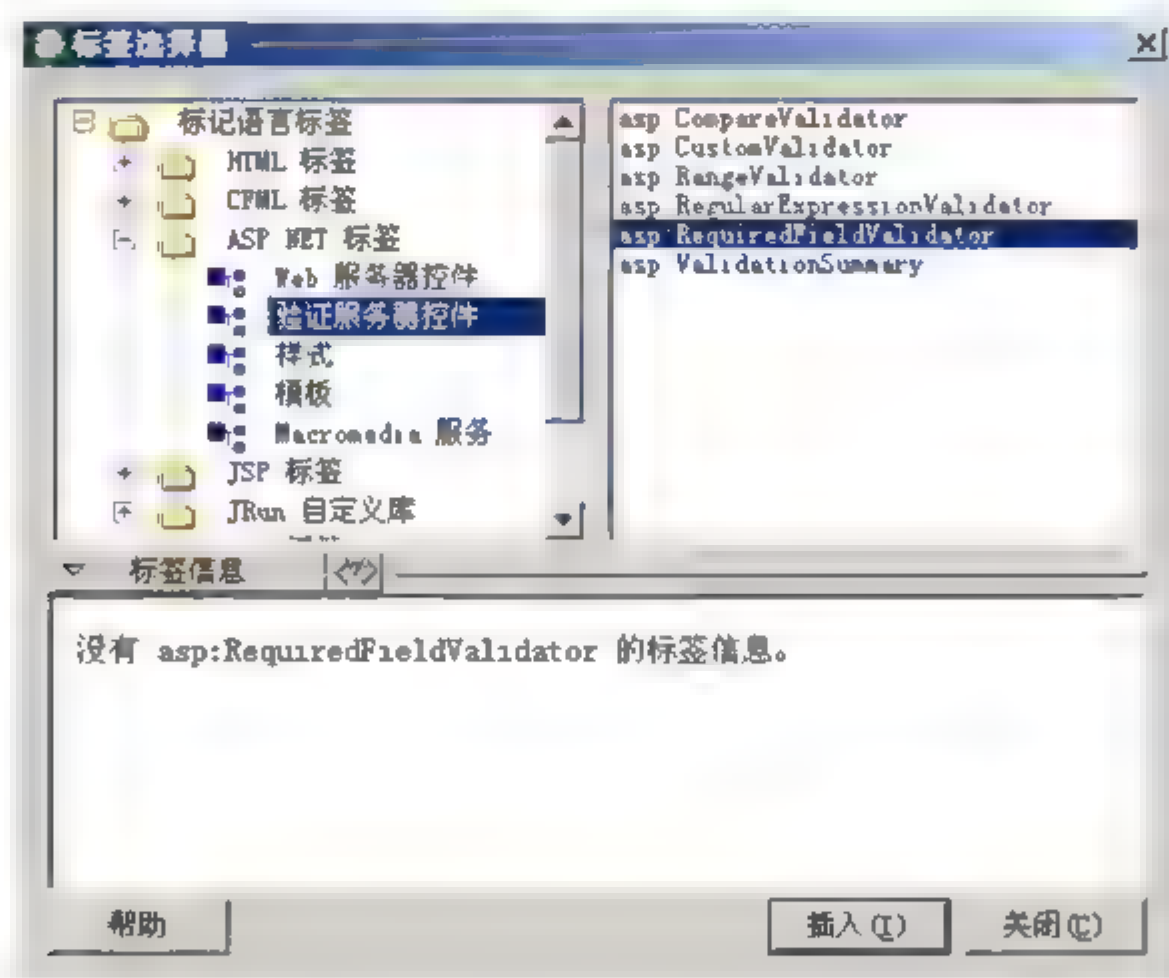 标签选择器
标记语言标签
HTML 标签
CFML 标签
ASP NET 标签
Web 服务器控件
验证服务器控件
样式
模板
Macromedia 服务
JSP 标签
JRun 自定义库
asp CompareValidator
asp CustomValidator
asp RangeValidator
asp RegularExpressionValidator
asp RequiredFieldValidator
asp ValidationSummary
标签信息 <?>
没有 asp:RequiredFieldValidator 的标签信息。
帮助 插入(I) 关闭(C)